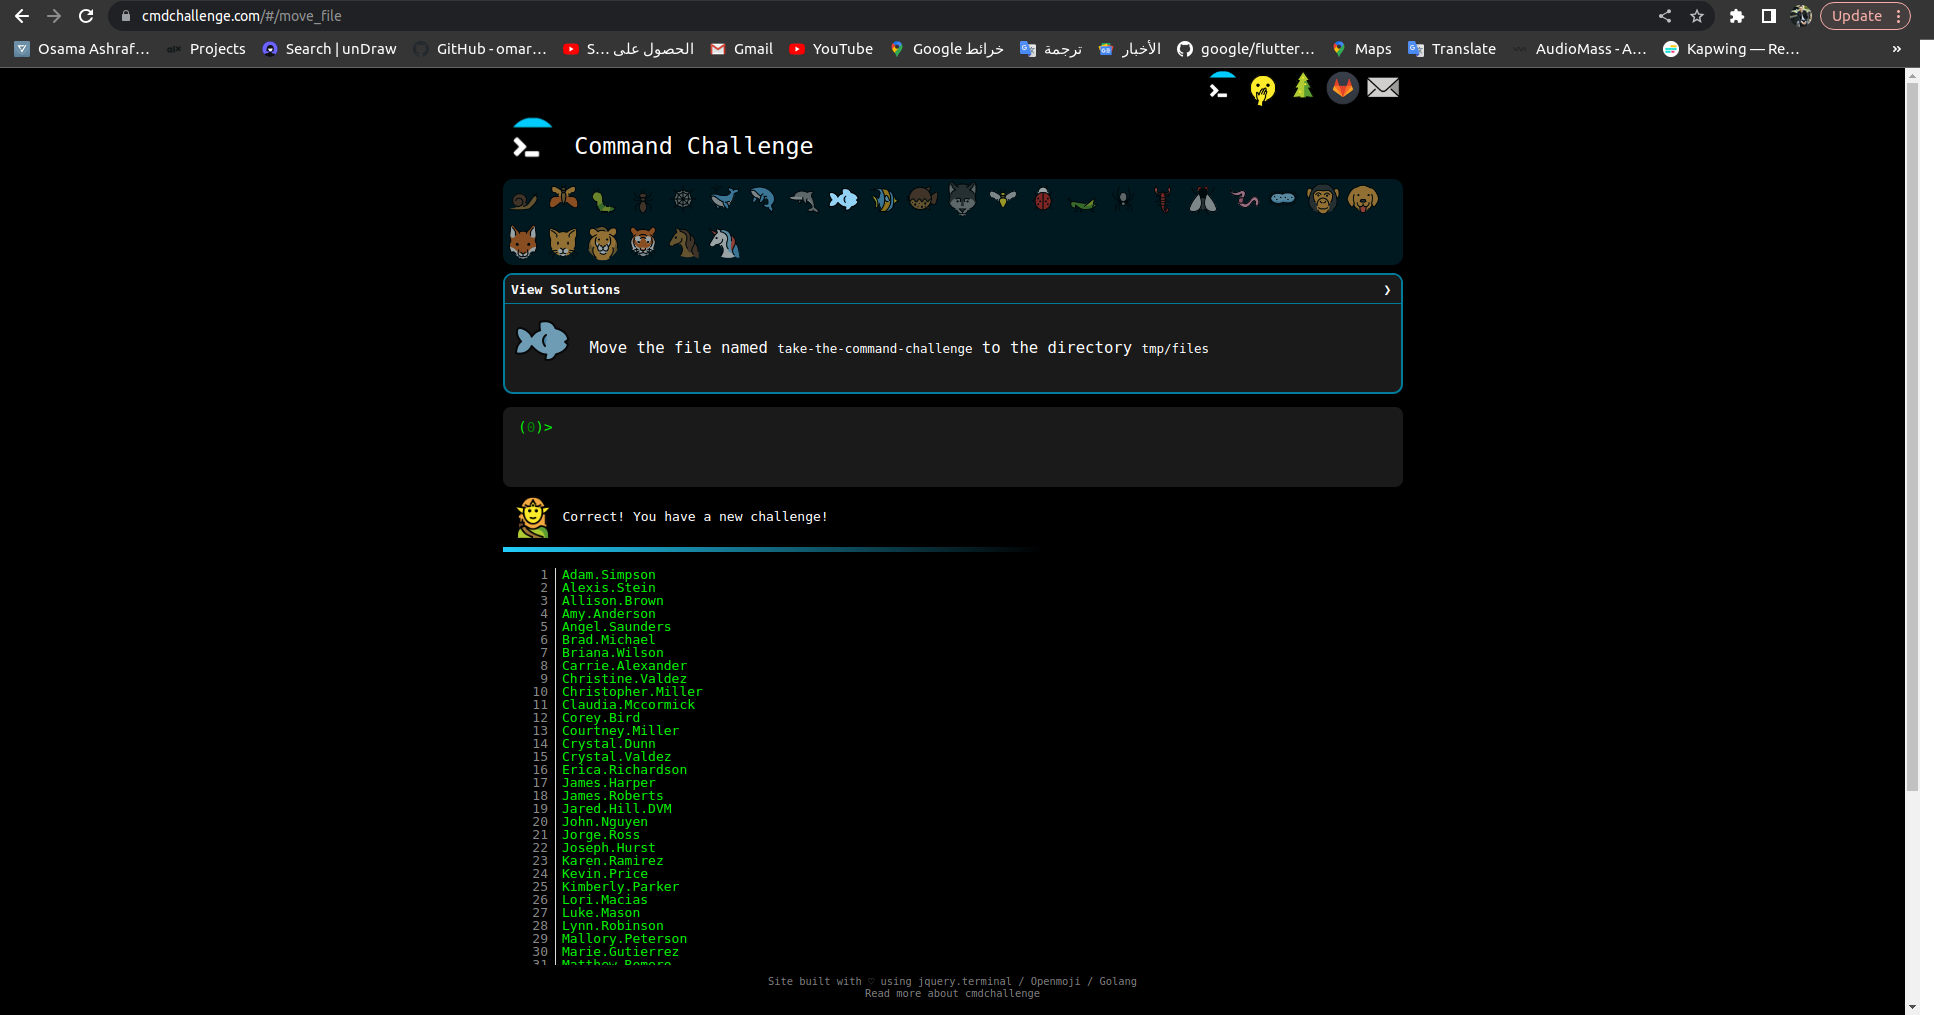 cmdchallenge.com/#/move_file
Update
Osama Ashraf…
Projects
Search | unDraw
GitHub - omar…
S… الحصول على …
Gmail
YouTube
خرائط Google
ترجمة
الأخبار
google/flutter…
Maps
Translate
AudioMass - A…
Kapwing — Re…
»
Command Challenge
View Solutions
Move the file named take-the-command-challenge to the directory tmp/files
(0)>
Correct! You have a new challenge!
1 Adam.Simpson
2 Alexis.Stein
3 Allison.Brown
4 Amy.Anderson
5 Angel.Saunders
6 Brad.Michael
7 Briana.Wilson
8 Carrie.Alexander
9 Christine.Valdez
10 Christopher.Miller
11 Claudia.Mccormick
12 Corey.Bird
13 Courtney.Miller
14 Crystal.Dunn
15 Crystal.Valdez
16 Erica.Richardson
17 James.Harper
18 James.Roberts
19 Jared.Hill.DVM
20 John.Nguyen
21 Jorge.Ross
22 Joseph.Hurst
23 Karen.Ramirez
24 Kevin.Price
25 Kimberly.Parker
26 Lori.Macias
27 Luke.Mason
28 Lynn.Robinson
29 Mallory.Peterson
30 Marie.Gutierrez
31 Matthew.Romero
Site built with ♡ using jquery.terminal / Openmoji / Golang
Read more about cmdchallenge